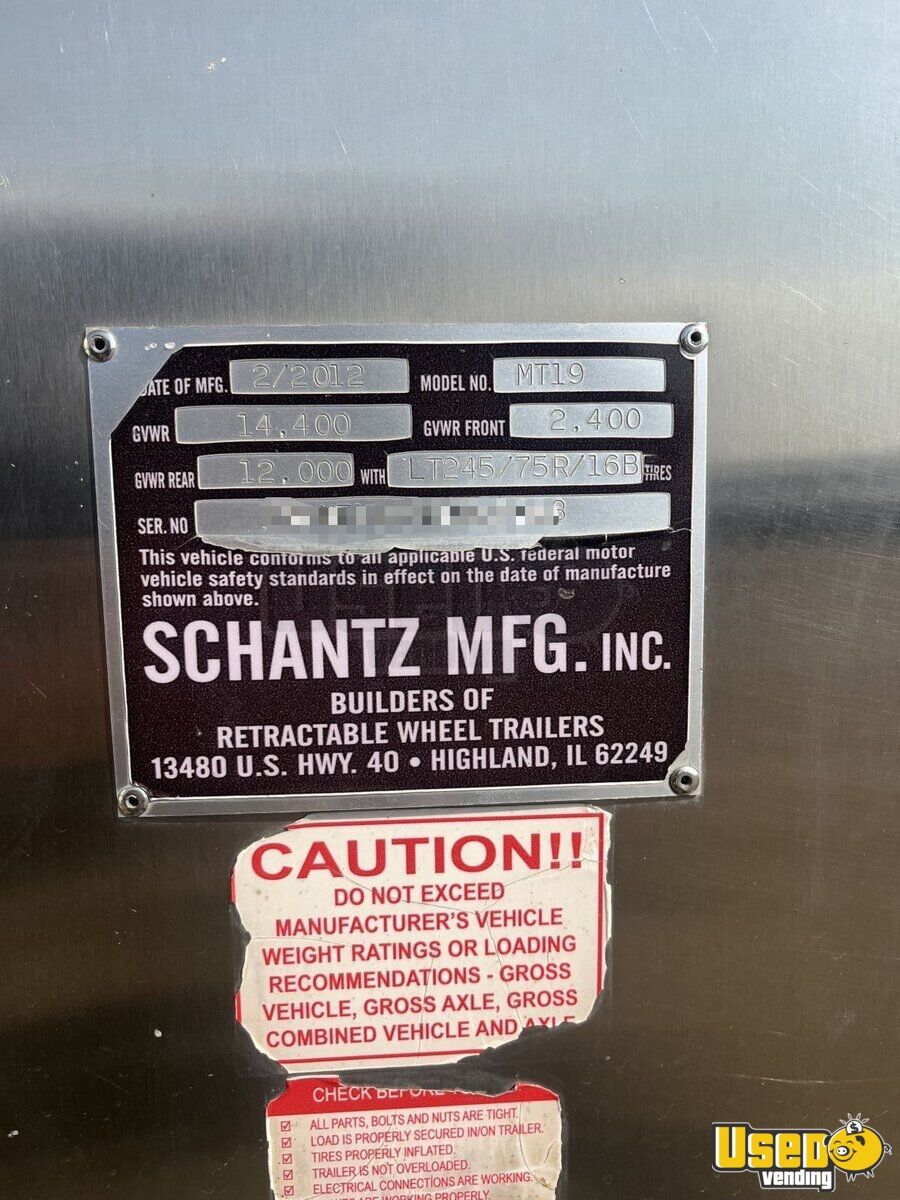 DATE OF MFG. 2/2012 MODEL NO. MT19
GVWR 14,400 GVWR FRONT 2,400
GVWR REAR 12,000 WITH LT245/75R/16B TIRES
SER. NO 3
This vehicle conforms to all applicable U.S. federal motor
vehicle safety standards in effect on the date of manufacture
shown above.
SCHANTZ MFG. INC.
BUILDERS OF
RETRACTABLE WHEEL TRAILERS
13480 U.S. HWY. 40 • HIGHLAND, IL 62249
CAUTION!!
DO NOT EXCEED
MANUFACTURER'S VEHICLE
WEIGHT RATINGS OR LOADING
RECOMMENDATIONS - GROSS
VEHICLE, GROSS AXLE, GROSS
COMBINED VEHICLE AND AXLE
CHECK BEFORE
ALL PARTS, BOLTS AND NUTS ARE TIGHT.
LOAD IS PROPERLY SECURED IN/ON TRAILER.
TIRES PROPERLY INFLATED.
TRAILER IS NOT OVERLOADED.
ELECTRICAL CONNECTIONS ARE WORKING.
ARE WORKING PROPERLY.
Used
vending